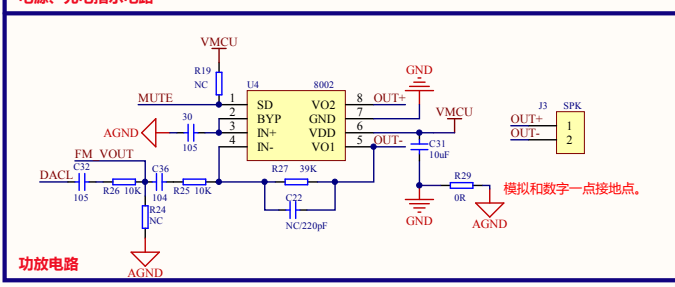 VMCU
R19
NC
U4
8002
GND
MUTE
1
SD
VO2
8
OUT+
2
BYP
GND
7
3
IN+
VDD
6
4
IN-
VO1
5
OUT-
VMCU
J3
SPK
OUT+
1
OUT-
2
30
105
AGND
C31
10uF
FM_VOUT
DACL
C32
105
R26
10K
C36
104
R25
10K
R27
39K
C22
NC/220pF
R24
NC
R29
0R
模拟和数字一点接地点。
GND
AGND
功放电路
AGND